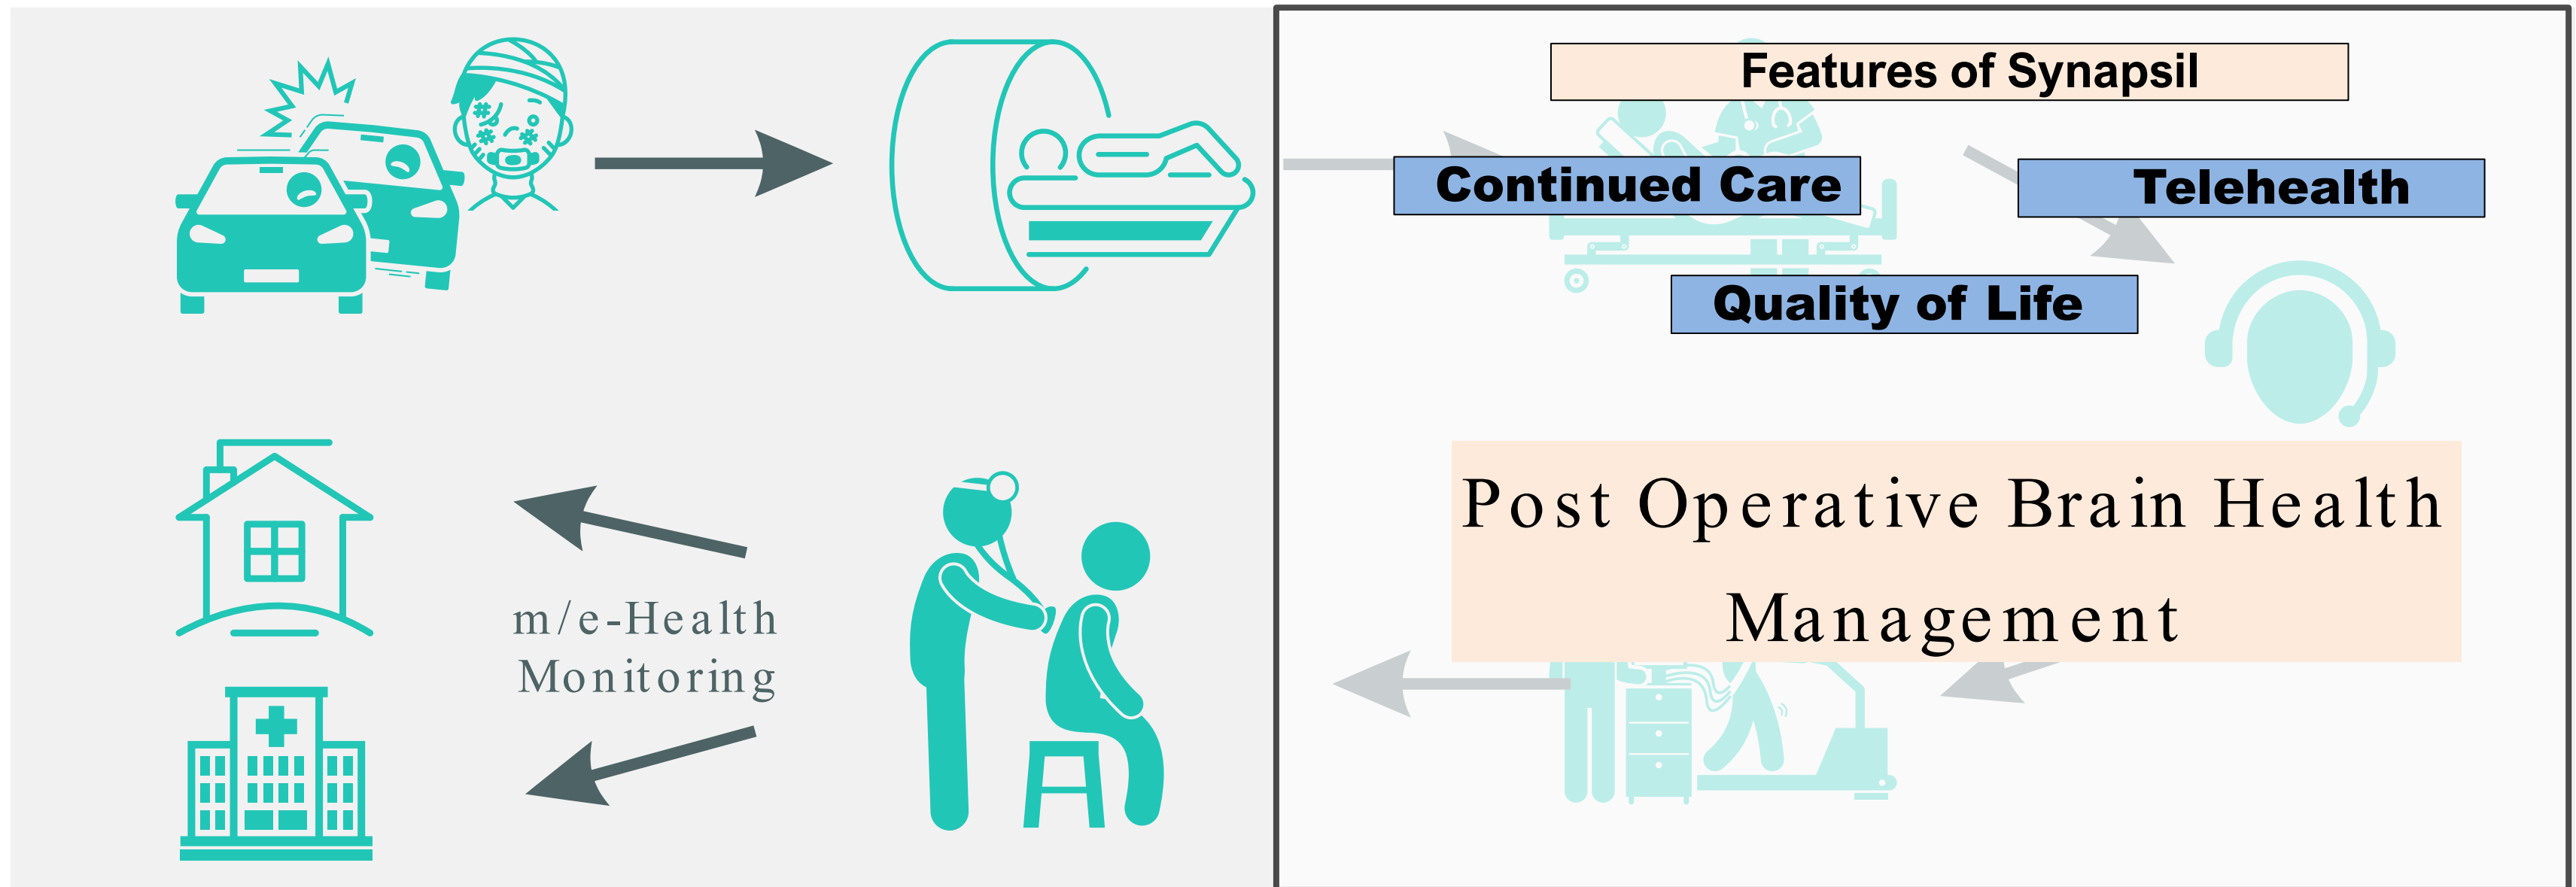 Features of Synapsil
Continued Care
Telehealth
Quality of Life
Post Operative Brain Health
Management
m/e-Health
Monitoring